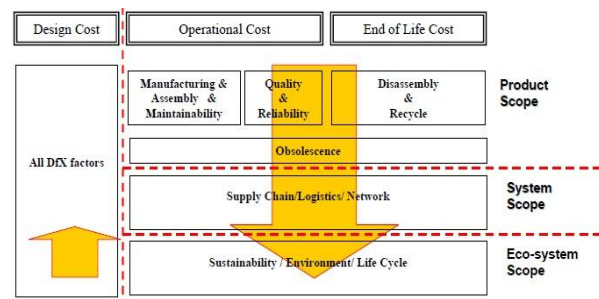 Design Cost
Operational Cost
End of Life Cost
Manufacturing &
Assembly &
Maintainability
Quality
&
Reliability
Disassembly
&
Recycle
Product
Scope
Obsolescence
All DfX factors
Supply Chain/Logistics/ Network
System
Scope
Sustainability / Environment/ Life Cycle
Eco-system
Scope